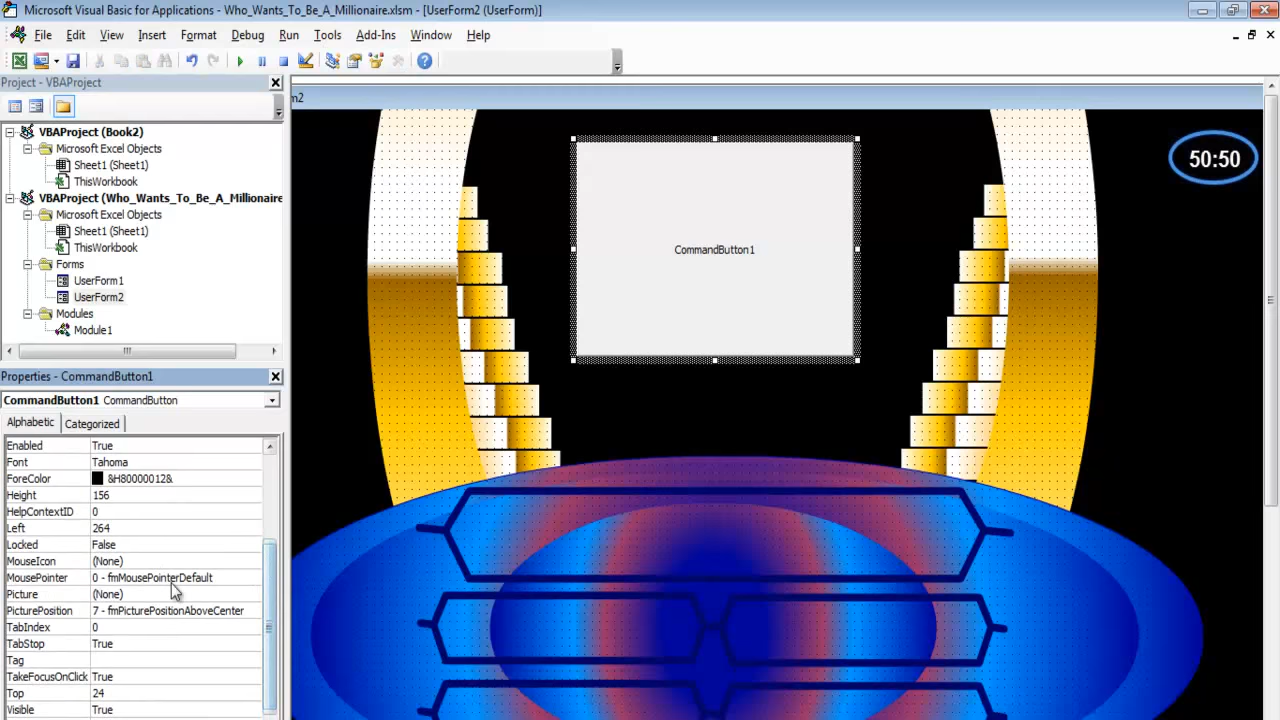 Microsoft Visual Basic for Applications - Who_Wants_To_Be_A_Millionaire.xlsm - [UserForm2 (UserForm)]
File Edit View Insert Format Debug Run Tools Add-Ins Window Help
Project - VBAProject
m2
VBAProject (Book2)
Microsoft Excel Objects
Sheet1 (Sheet1)
ThisWorkbook
VBAProject (Who_Wants_To_Be_A_Millionaire
Microsoft Excel Objects
Sheet1 (Sheet1)
ThisWorkbook
Forms
UserForm1
UserForm2
Modules
Module1
Properties - CommandButton1
CommandButton1 CommandButton
Alphabetic Categorized
Enabled True
Font Tahoma
ForeColor &H80000012&
Height 156
HelpContextID 0
Left 264
Locked False
MouseIcon (None)
MousePointer 0 - fmMousePointerDefault
Picture (None)
PicturePosition 7 - fmPicturePositionAboveCenter
TabIndex 0
TabStop True
Tag
TakeFocusOnClick True
Top 24
Visible True
CommandButton1
50:50